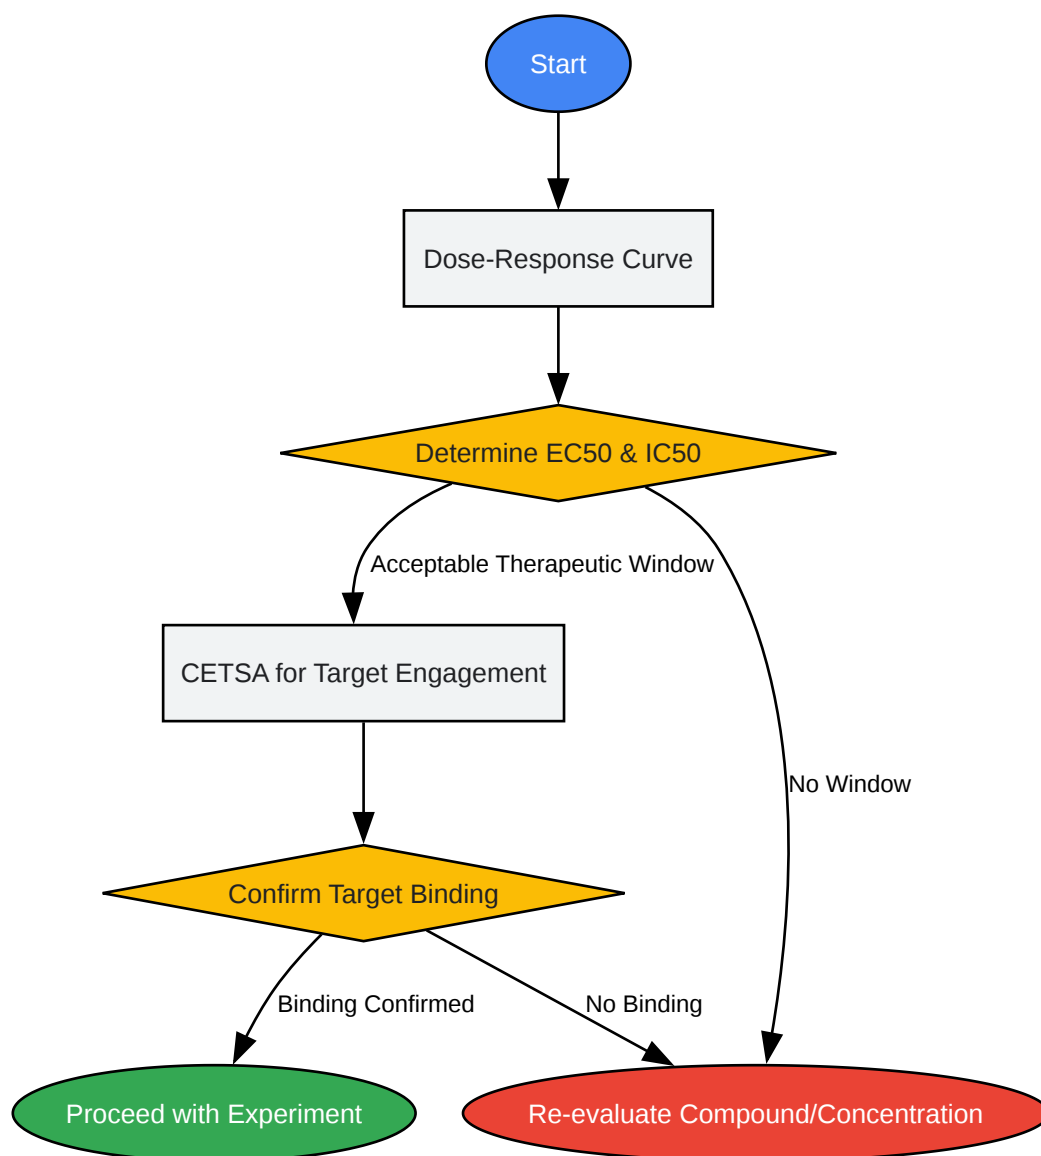 Start
Dose-Response Curve
Determine EC50 & IC50
Acceptable Therapeutic Window
CETSA for Target Engagement
No Window
Confirm Target Binding
Binding Confirmed
No Binding
Proceed with Experiment
Re-evaluate Compound/Concentration